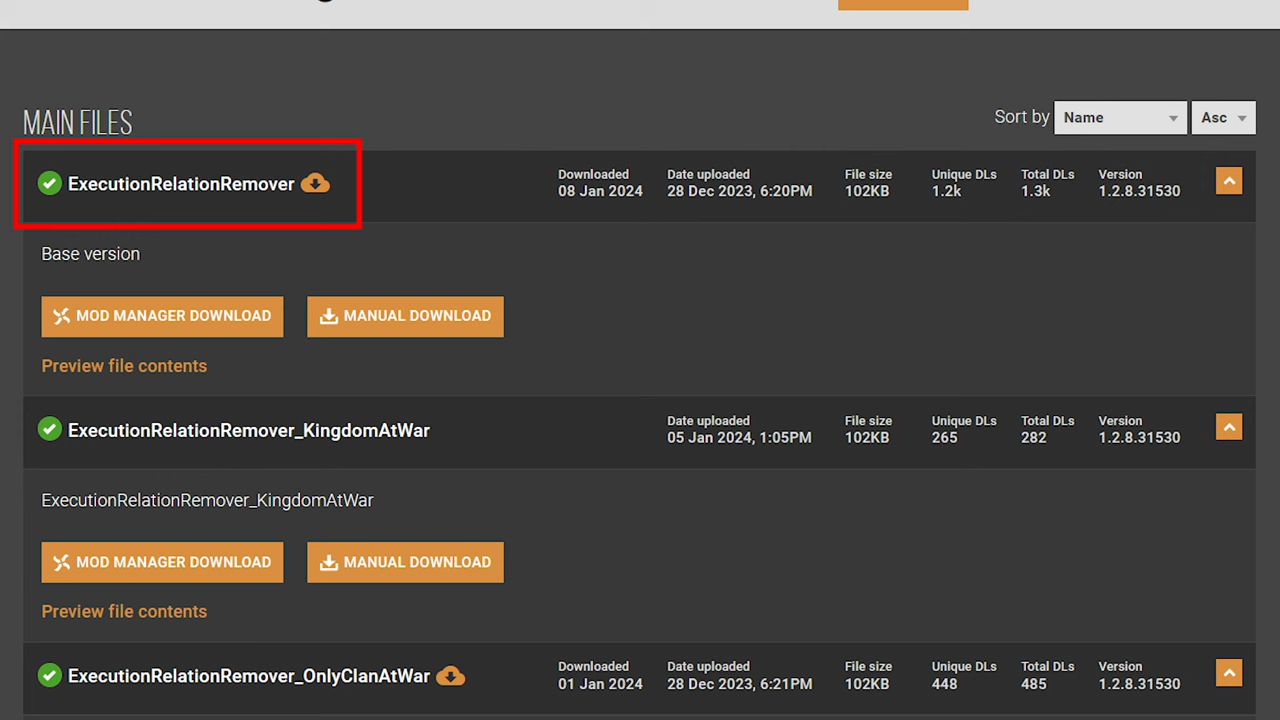 MAIN FILES
Sort by Name Asc
ExecutionRelationRemover
Downloaded Date uploaded File size Unique DLs Total DLs Version
08 Jan 2024 28 Dec 2023, 6:20PM 102KB 1.2k 1.3k 1.2.8.31530
Base version
MOD MANAGER DOWNLOAD MANUAL DOWNLOAD
Preview file contents
ExecutionRelationRemover_KingdomAtWar
Date uploaded File size Unique DLs Total DLs Version
05 Jan 2024, 1:05PM 102KB 265 282 1.2.8.31530
ExecutionRelationRemover_KingdomAtWar
MOD MANAGER DOWNLOAD MANUAL DOWNLOAD
Preview file contents
ExecutionRelationRemover_OnlyClanAtWar
Downloaded Date uploaded File size Unique DLs Total DLs Version
01 Jan 2024 28 Dec 2023, 6:21PM 102KB 448 485 1.2.8.31530